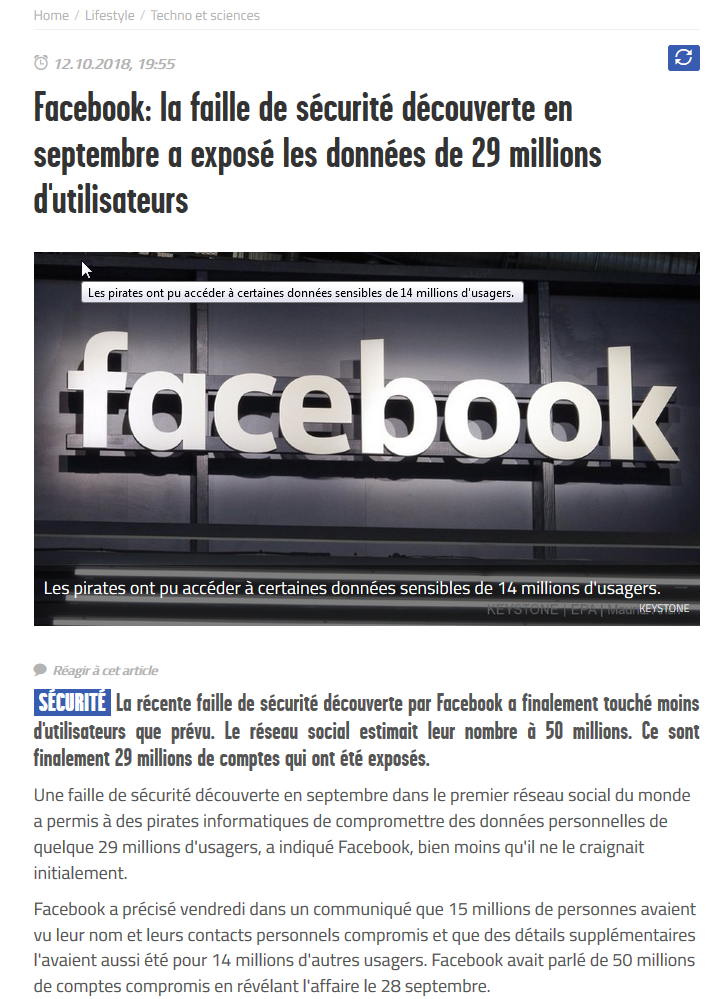 Home / Lifestyle / Techno et sciences
12.10.2018, 19:55
Facebook: la faille de sécurité découverte en
septembre a exposé les données de 29 millions
d'utilisateurs
Les pirates ont pu accéder à certaines données sensibles de 14 millions d'usagers.
facebook
Les pirates ont pu accéder à certaines données sensibles de 14 millions d'usagers.
KEYSTONE | EPA | KEYSTONE
Réagir à cet article
SÉCURITÉ La récente faille de sécurité découverte par Facebook a finalement touché moins
d'utilisateurs que prévu. Le réseau social estimait leur nombre à 50 millions. Ce sont
finalement 29 millions de comptes qui ont été exposés.
Une faille de sécurité découverte en septembre dans le premier réseau social du monde
a permis à des pirates informatiques de compromettre des données personnelles de
quelque 29 millions d'usagers, a indiqué Facebook, bien moins qu'il ne le craignait
initialement.
Facebook a précisé vendredi dans un communiqué que 15 millions de personnes avaient
vu leur nom et leurs contacts personnels compromis et que des détails supplémentaires
l'avaient aussi été pour 14 millions d'autres usagers. Facebook avait parlé de 50 millions
de comptes compromis en révélant l'affaire le 28 septembre.